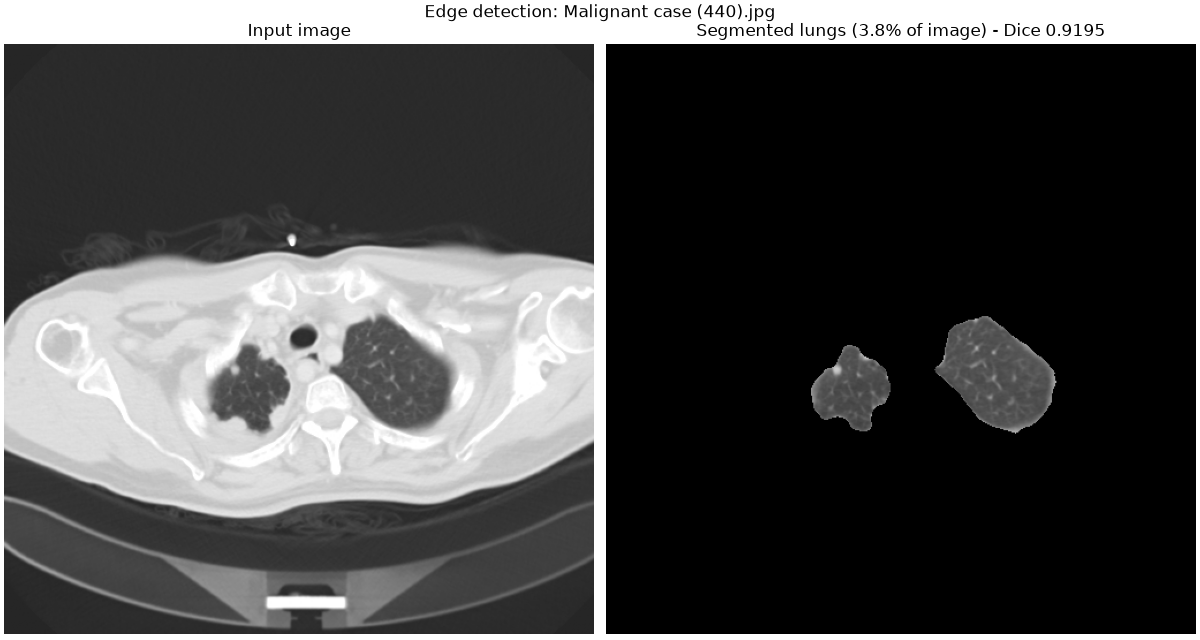 Edge detection: Malignant case (440).jpg
Input image
Segmented lungs (3.8% of image) - Dice 0.9195